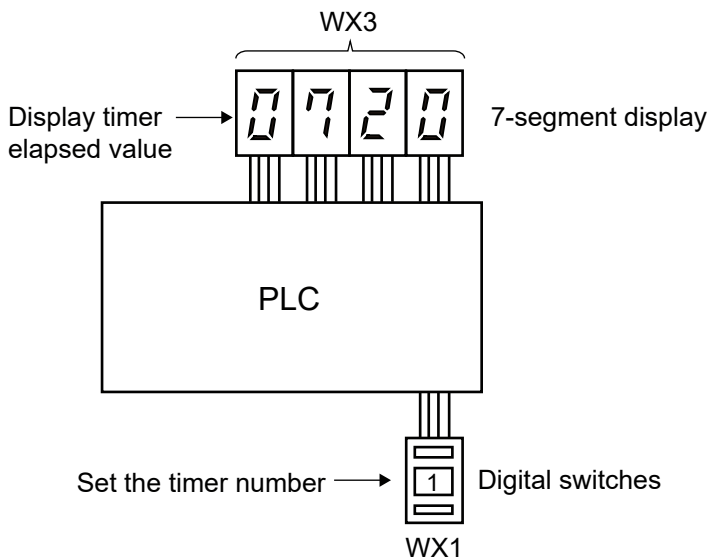 WX3
0720
Display timer
elapsed value
7-segment display
PLC
Set the timer number
1
Digital switches
WX1